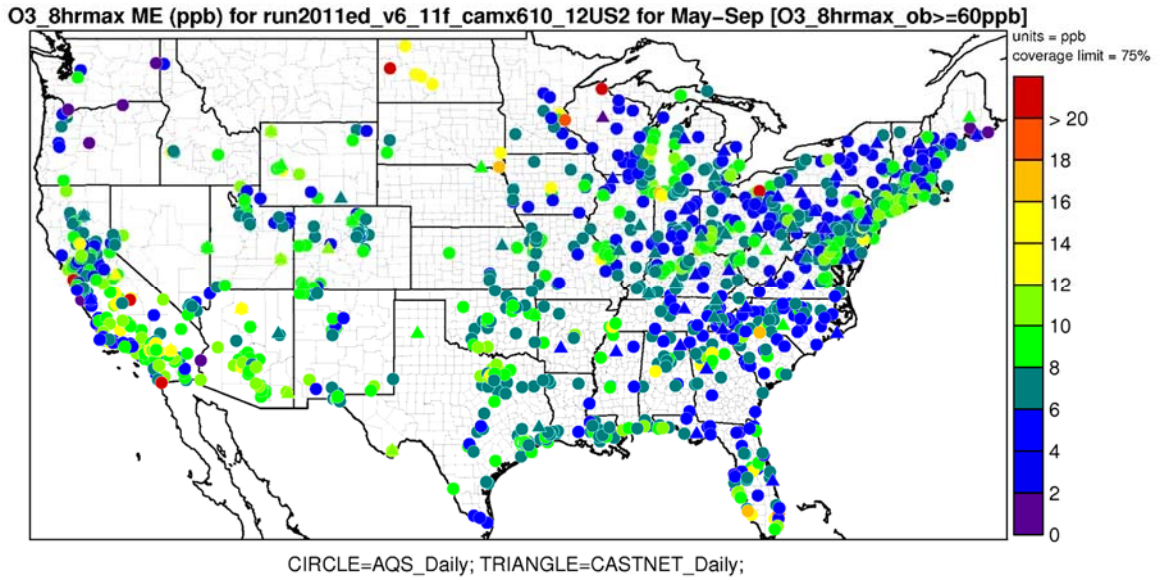 O3_8hrmax ME (ppb) for run2011ed_v6_11f_camx610_12US2 for May−Sep [O3_8hrmax_ob>=60ppb]
units = ppb
coverage limit = 75%
> 20
18
16
14
12
10
8
6
4
2
0
CIRCLE=AQS_Daily; TRIANGLE=CASTNET_Daily;